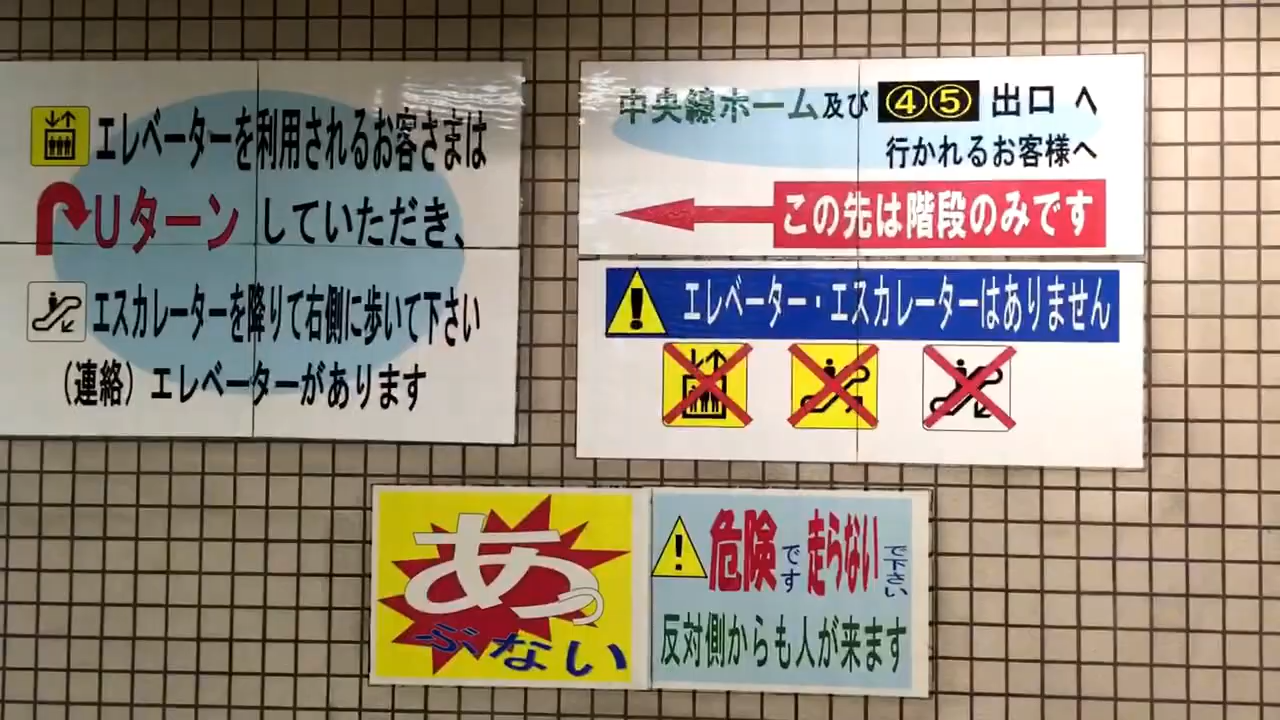 エレベーターを利用されるお客さまは
Uターンしていただき、
エスカレーターを降りて右側に歩いて下さい
（連絡）エレベーターがあります
中央線ホーム及び④⑤出口へ
行かれるお客様へ
この先は階段のみです
エレベーター・エスカレーターはありません
あっ
ぶない
危険です走らないで下さい
反対側からも人が来ます